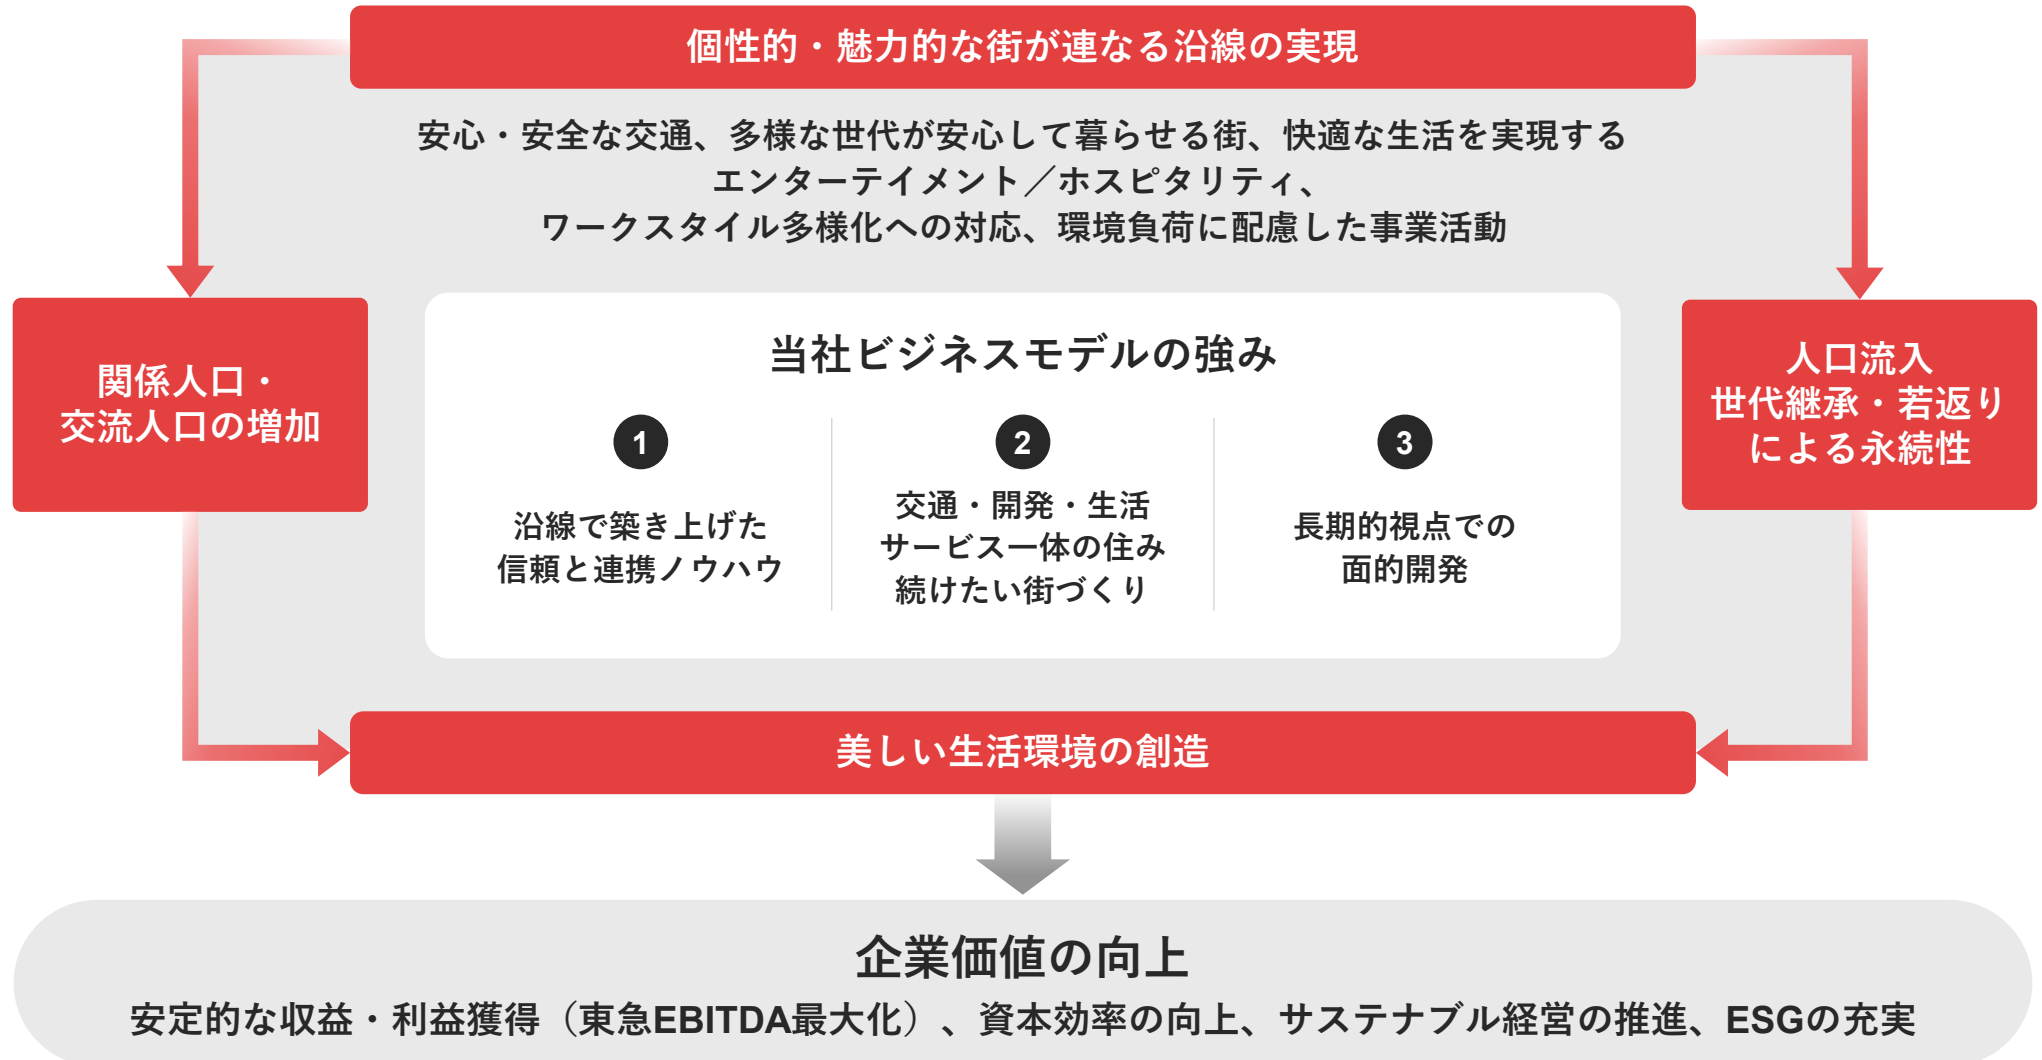 個性的・魅力的な街が連なる沿線の実現
安心・安全な交通、多様な世代が安心して暮らせる街、快適な生活を実現する
エンターテイメント／ホスピタリティ、
ワークスタイル多様化への対応、環境負荷に配慮した事業活動
関係人口・
交流人口の増加
当社ビジネスモデルの強み
1
沿線で築き上げた
信頼と連携ノウハウ
2
交通・開発・生活
サービス一体の住み
続けたい街づくり
3
長期的視点での
面的開発
人口流入
世代継承・若返り
による永続性
美しい生活環境の創造
企業価値の向上
安定的な収益・利益獲得（東急EBITDA最大化）、資本効率の向上、サステナブル経営の推進、ESGの充実